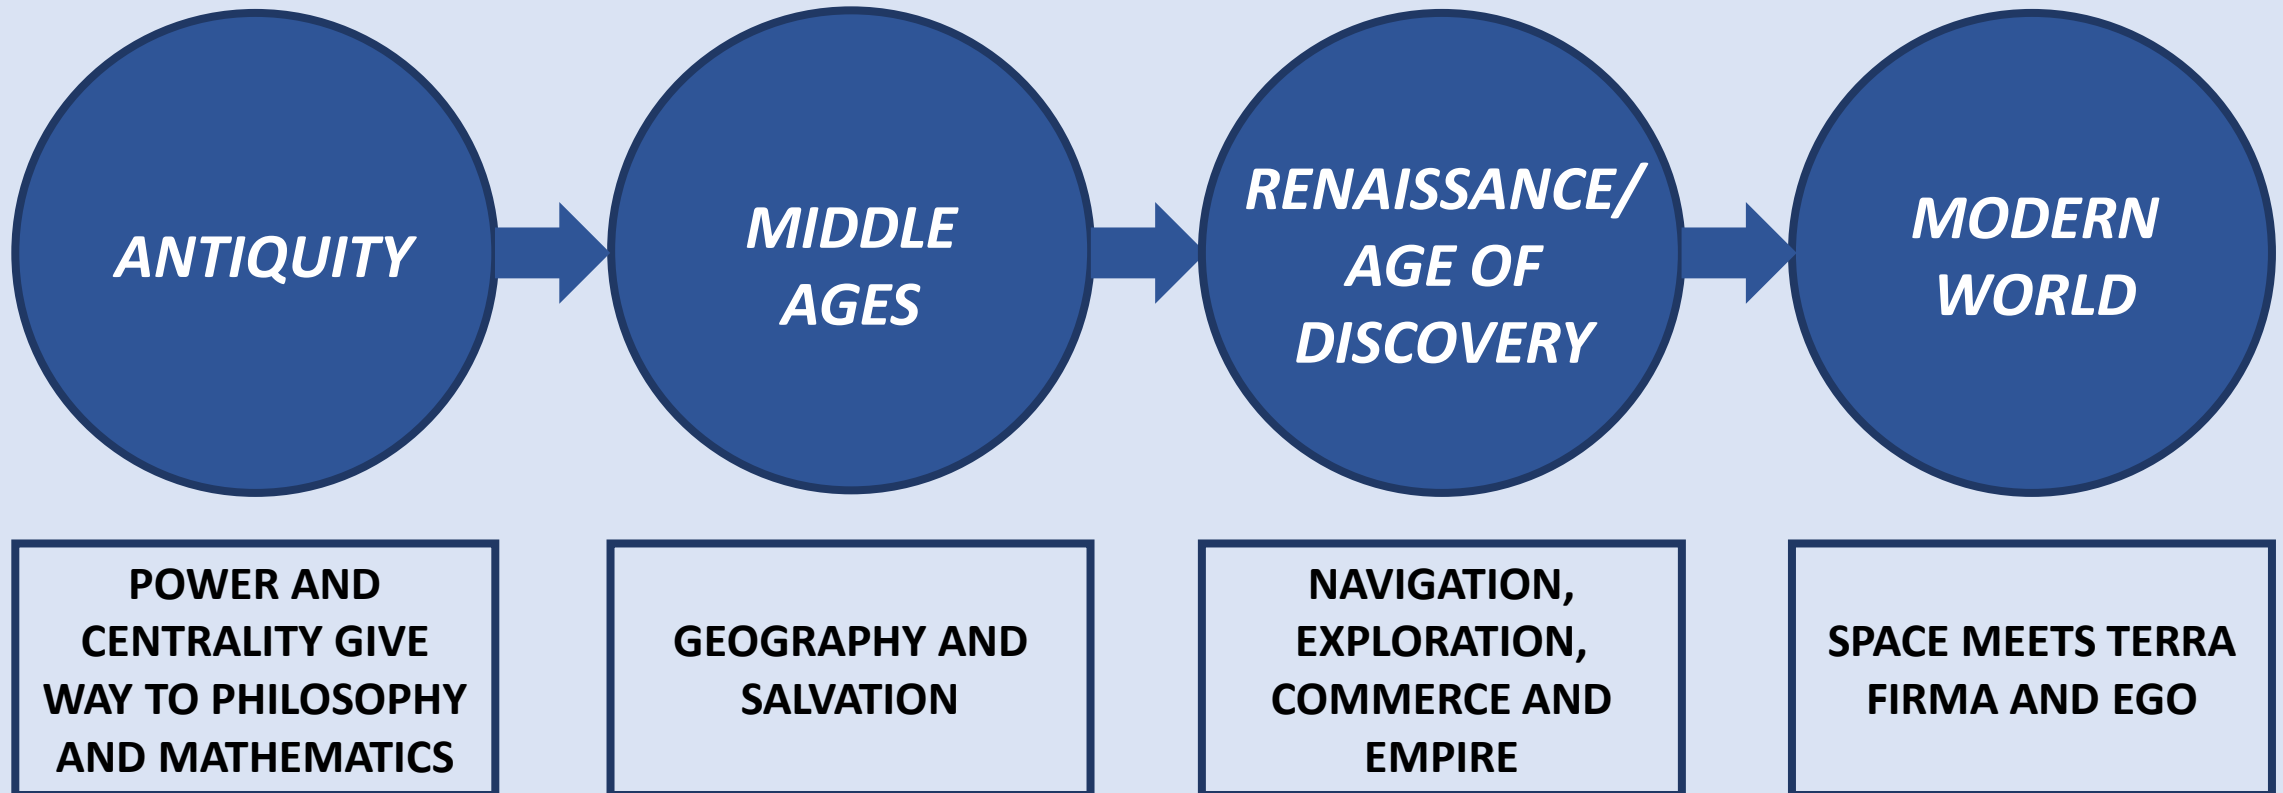 ANTIQUITY
MIDDLE
AGES
RENAISSANCE/
AGE OF
DISCOVERY
MODERN
WORLD
POWER AND
CENTRALITY GIVE
WAY TO PHILOSOPHY
AND MATHEMATICS
GEOGRAPHY AND
SALVATION
NAVIGATION,
EXPLORATION,
COMMERCE AND
EMPIRE
SPACE MEETS TERRA
FIRMA AND EGO